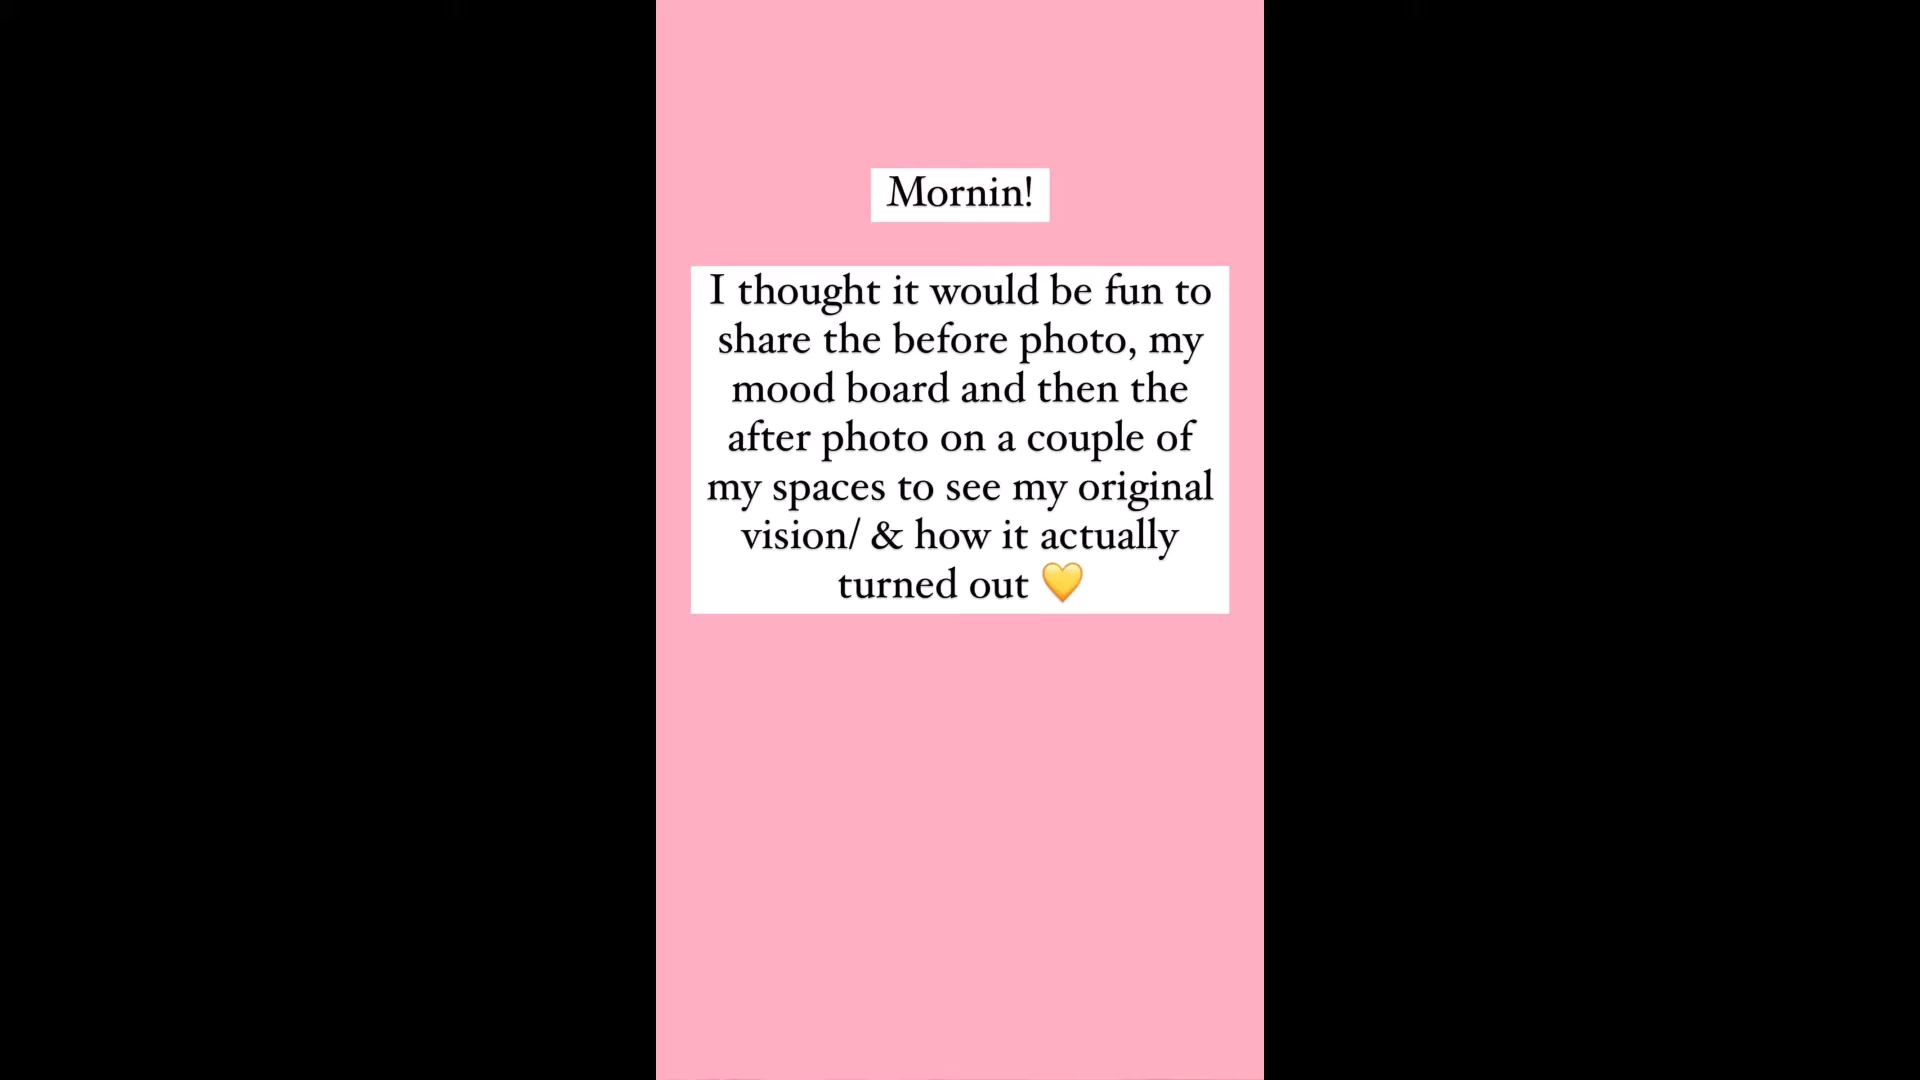 Mornin!
I thought it would be fun to
share the before photo, my
mood board and then the
after photo on a couple of
my spaces to see my original
vision/ & how it actually
turned out 💛